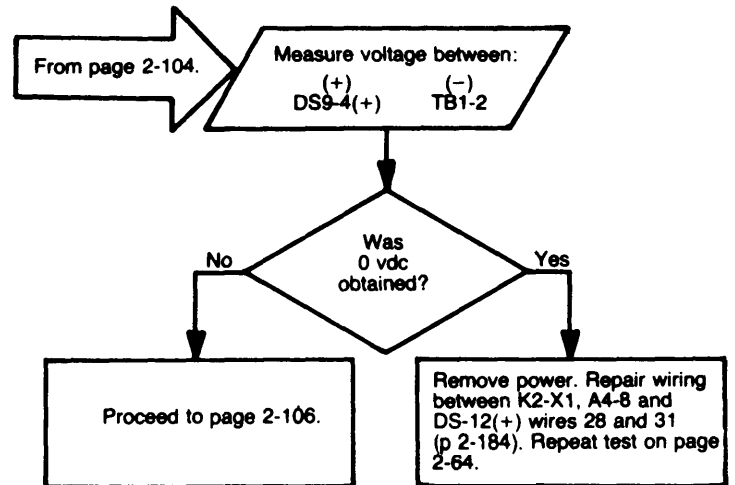 From page 2-104.
Measure voltage between:
(+) (-)
DS9-4(+) TB1-2
Was
0 vdc
obtained?
No
Yes
Proceed to page 2-106.
Remove power. Repair wiring
between K2-X1, A4-8 and
DS-12(+) wires 28 and 31
(p 2-184). Repeat test on page
2-64.